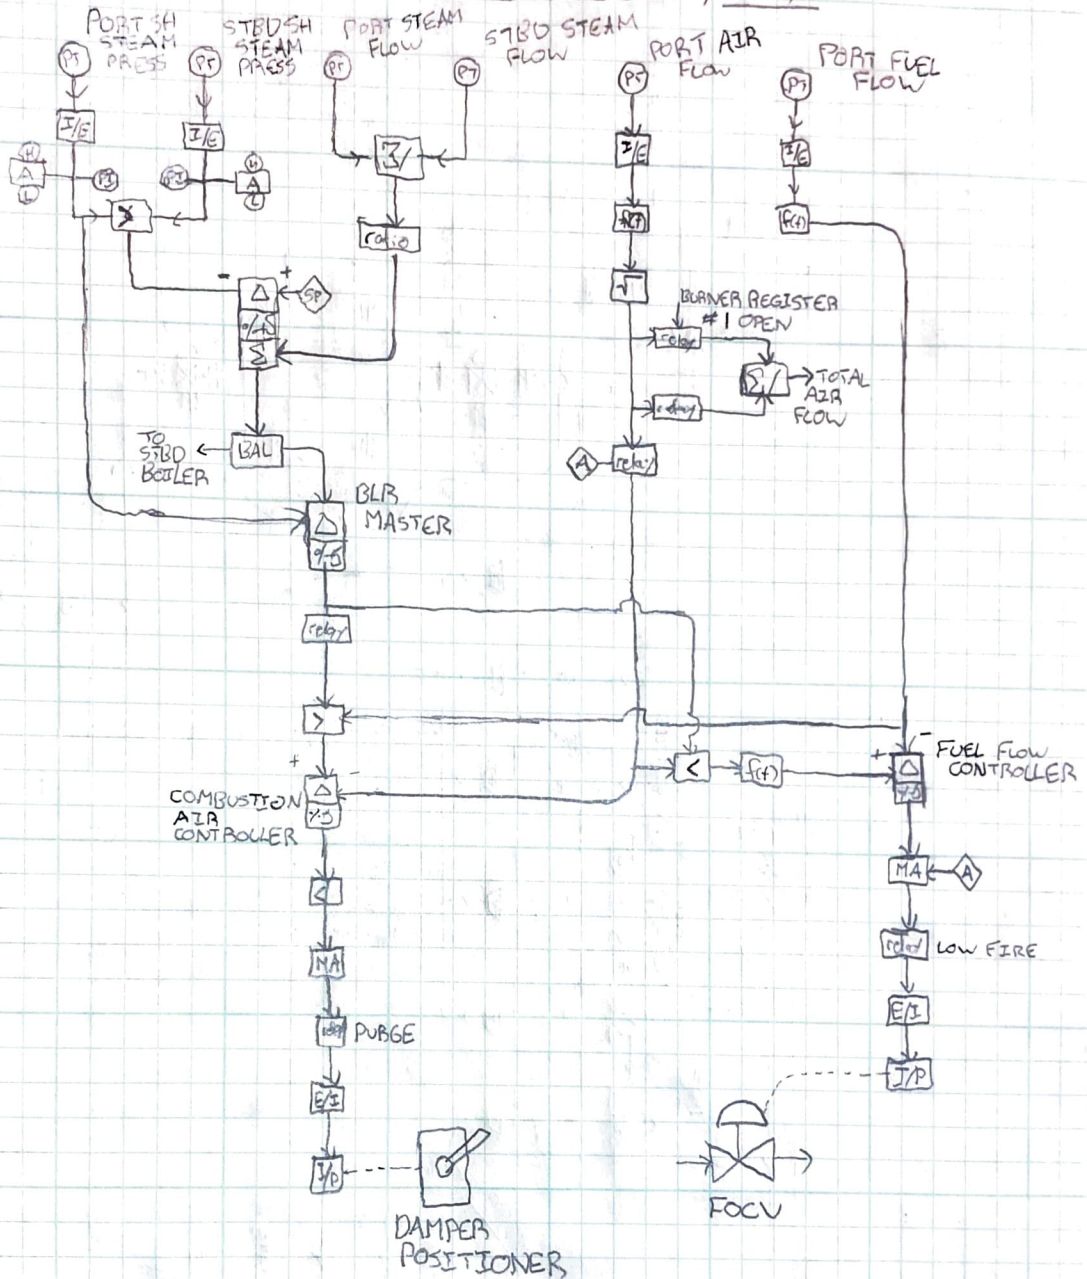 PORT SH
STEAM
PRESS
STBD SH
STEAM
PRESS
PORT STEAM
FLOW
STBD STEAM
FLOW
PORT AIR
FLOW
PORT FUEL
FLOW
PT
PT
PT
PT
PT
PT
I/E
I/E
I/E
I/E
H
A
L
PI
PI
H
A
L
>
Σ/
f(t)
f(t)
ratio
√
-
+
Δ
SP
Σ
BURNER REGISTER
#1 OPEN
relay
Σ/
TOTAL
AIR
FLOW
relay
TO
STBD
BOILER
BAL
A
relay
BLR
MASTER
Δ
relay
>
+
-
Δ
<
f(t)
+
-
Δ
FUEL FLOW
CONTROLLER
COMBUSTION
AIR
CONTROLLER
MA
A
<
relay
LOW FIRE
MA
E/I
relay
PURGE
I/P
E/I
I/P
DAMPER
POSITIONER
FOCV